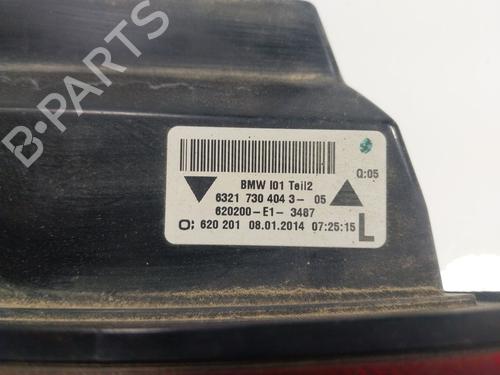 B-PARTS
BMW I01 Teil2
Q:05
6321 730 404 3- 05
620200-E1- 3487
O; 620 201 08.01.2014 07:25:15 L